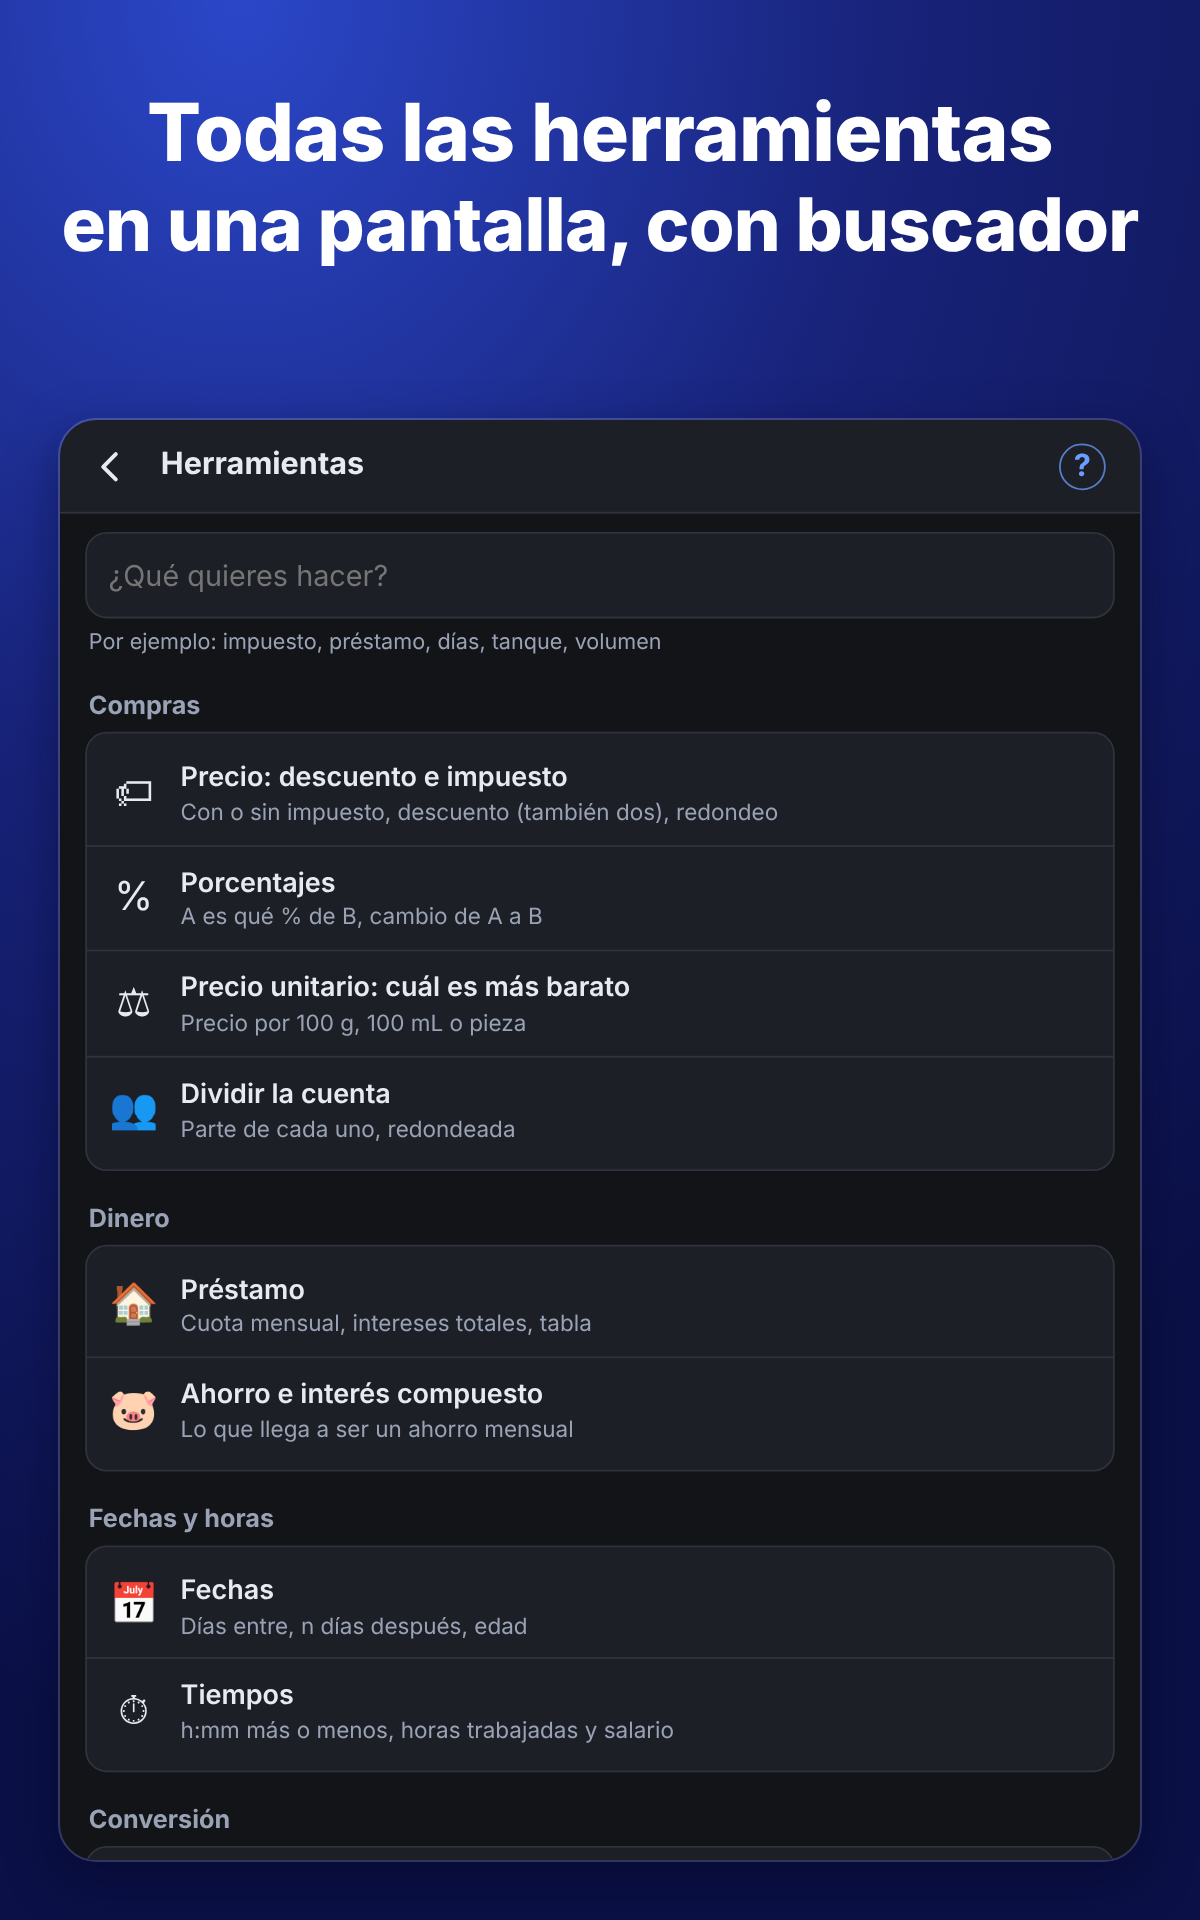 Todas las herramientas
en una pantalla, con buscador
Herramientas
?
¿Qué quieres hacer?
Por ejemplo: impuesto, préstamo, días, tanque, volumen
Compras
Precio: descuento e impuesto
Con o sin impuesto, descuento (también dos), redondeo
%
Porcentajes
A es qué % de B, cambio de A a B
Precio unitario: cuál es más barato
Precio por 100 g, 100 mL o pieza
Dividir la cuenta
Parte de cada uno, redondeada
Dinero
Préstamo
Cuota mensual, intereses totales, tabla
Ahorro e interés compuesto
Lo que llega a ser un ahorro mensual
Fechas y horas
July
17
Fechas
Días entre, n días después, edad
Tiempos
h:mm más o menos, horas trabajadas y salario
Conversión